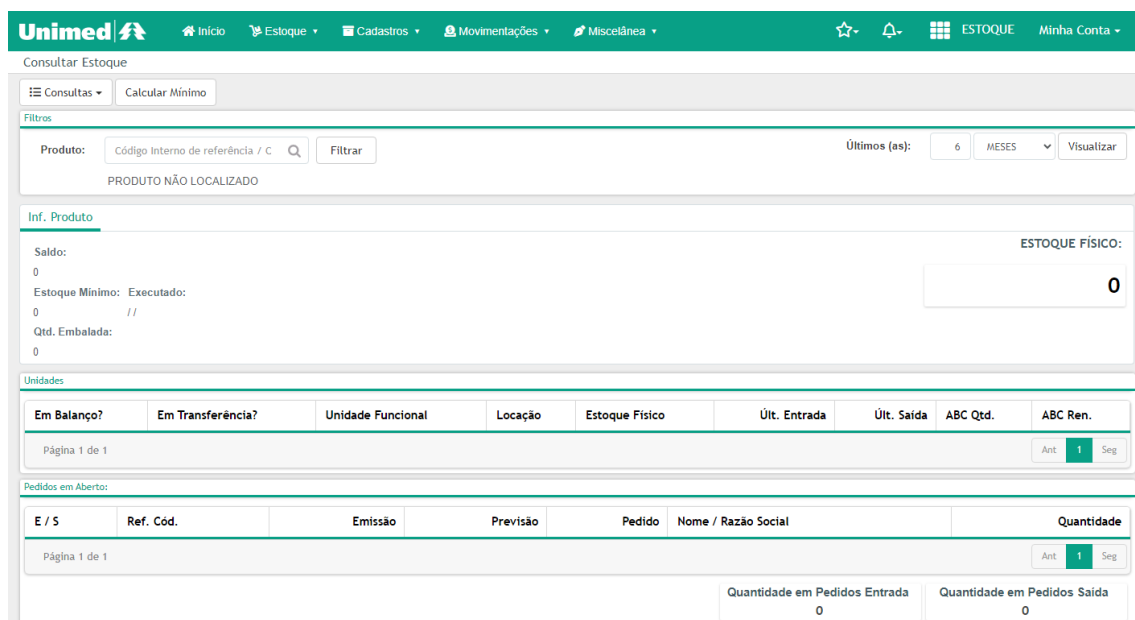 Unimed Início Estoque Cadastros Movimentações Miscelânea ESTOQUE Minha Conta
Consultar Estoque
Consultas Calcular Mínimo
Filtros
Produto: Código Interno de referência / C Filtrar Últimos (as): 6 MESES Visualizar
PRODUTO NÃO LOCALIZADO
Inf. Produto
ESTOQUE FÍSICO:
Saldo:
0
0
Estoque Mínimo: Executado:
0 / /
Qtd. Embalada:
0
Unidades
Em Balanço? Em Transferência? Unidade Funcional Locação Estoque Físico Últ. Entrada Últ. Saída ABC Qtd. ABC Ren.
Página 1 de 1 Ant 1 Seg
Pedidos em Aberto:
E / S Ref. Cód. Emissão Previsão Pedido Nome / Razão Social Quantidade
Página 1 de 1 Ant 1 Seg
Quantidade em Pedidos Entrada Quantidade em Pedidos Saída
0 0